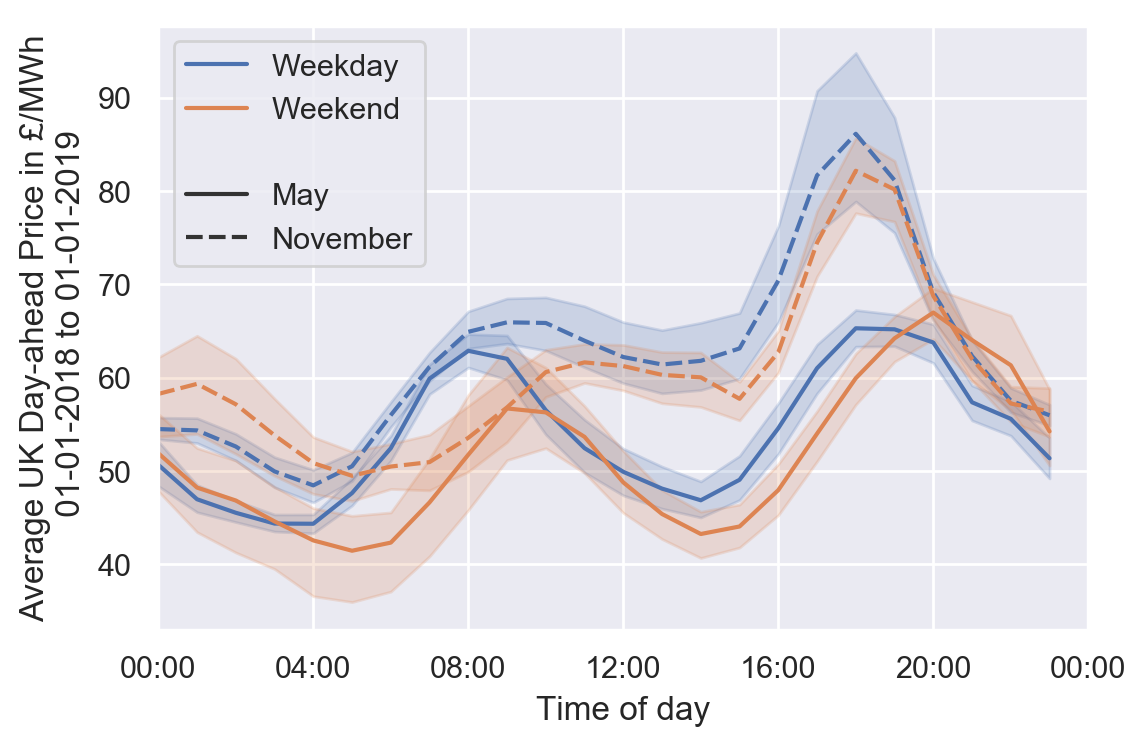 Average UK Day-ahead Price in £/MWh
01-01-2018 to 01-01-2019
90
80
70
60
50
40
Weekday
Weekend
May
November
00:00 04:00 08:00 12:00 16:00 20:00 00:00
Time of day